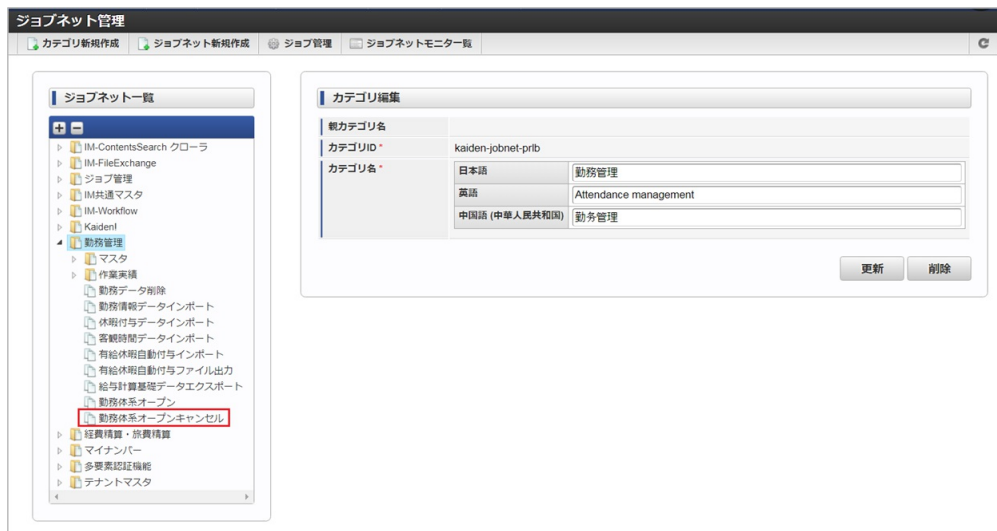 ジョブネット管理
カテゴリ新規作成 ジョブネット新規作成 ジョブ管理 ジョブネットモニタ一覧
ジョブネット一覧
IM-ContentsSearch クローラ
IM-FileExchange
ジョブ管理
IM共通マスタ
IM-Workflow
Kaiden!
勤務管理
マスタ
作業実績
勤務データ削除
勤務情報データインポート
休暇付与データインポート
客観時間データインポート
有給休暇自動付与インポート
有給休暇自動付与ファイル出力
給与計算基礎データエクスポート
勤務体系オープン
勤務体系オープンキャンセル
経費精算・旅費精算
マイナンバー
多要素認証機能
テナントマスタ
カテゴリ編集
親カテゴリ名
カテゴリID * kaiden-jobnet-prlb
カテゴリ名 * 日本語 勤務管理
英語 Attendance management
中国語 (中華人民共和国) 勤务管理
更新 削除